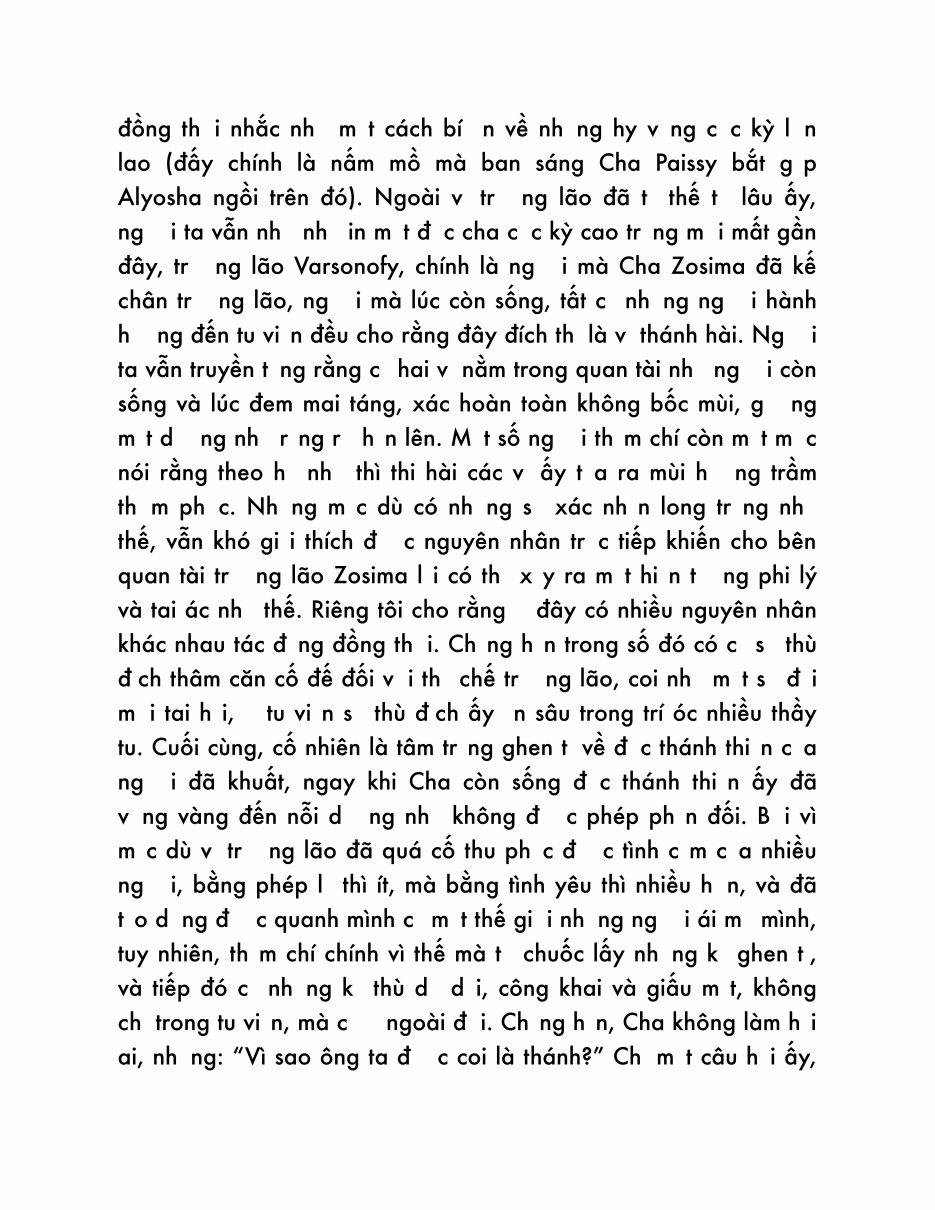 đồng th i nhắc nh m t cách bí n về nh ng hy v ng c c kỳ l n
lao (đấy chính là nấm mồ mà ban sáng Cha Paissy bắt g p
Alyosha ngồi trên đó). Ngoài v tr ng lão đã t thế t lâu ấy,
ng i ta vẫn nh nh in m t đ c cha c c kỳ cao tr ng m i mất gần
đây, tr ng lão Varsonofy, chính là ng i mà Cha Zosima đã kế
chân tr ng lão, ng i mà lúc còn sống, tất c nh ng ng i hành
h ng đến tu vi n đều cho rằng đây đích th là v thánh hài. Ng i
ta vẫn truyền t ng rằng c hai v nằm trong quan tài nh ng i còn
sống và lúc đem mai táng, xác hoàn toàn không bốc mùi, g ng
m t d ng nh r ng r h n lên. M t số ng i th m chí còn m t m c
nói rằng theo h nh thì thi hài các v ấy t a ra mùi h ng trầm
th m ph c. Nh ng m c dù có nh ng s xác nh n long tr ng nh
thế, vẫn khó gi i thích đ c nguyên nhân tr c tiếp khiến cho bên
quan tài tr ng lão Zosima l i có th x y ra m t hi n t ng phi lý
và tai ác nh thế. Riêng tôi cho rằng đây có nhiều nguyên nhân
khác nhau tác đ ng đồng th i. Ch ng h n trong số đó có c s thù
đ ch thâm căn cố đế đối v i th chế tr ng lão, coi nh m t s đ i
m i tai h i, tu vi n s thù đ ch ấy n sâu trong trí óc nhiều thầy
tu. Cuối cùng, cố nhiên là tâm tr ng ghen t về đ c thánh thi n c a
ng i đã khuất, ngay khi Cha còn sống đ c thánh thi n ấy đã
v ng vàng đến nỗi d ng nh không đ c phép ph n đối. B i vì
m c dù v tr ng lão đã quá cố thu ph c đ c tình c m c a nhiều
ng i, bằng phép l thì ít, mà bằng tình yêu thì nhiều h n, và đã
t o d ng đ c quanh mình c m t thế gi i nh ng ng i ái m mình,
tuy nhiên, th m chí chính vì thế mà t chuốc lấy nh ng k ghen t ,
và tiếp đó c nh ng k thù d d i, công khai và giấu m t, không
ch trong tu vi n, mà c ngoài đ i. Ch ng h n, Cha không làm h i
ai, nh ng: “Vì sao ông ta đ c coi là thánh?” Ch m t câu h i ấy,